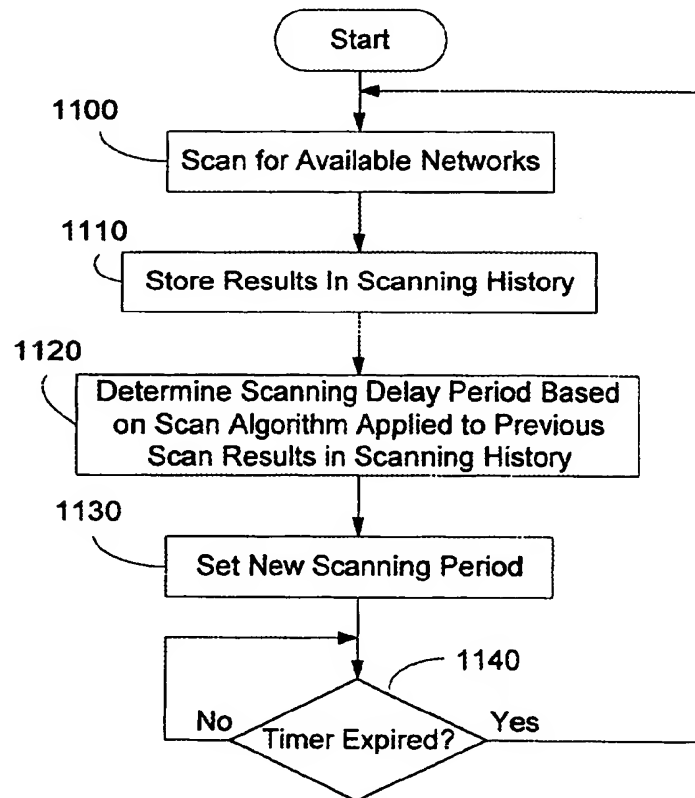 Start
1100
Scan for Available Networks
1110
Store Results In Scanning History
1120
Determine Scanning Delay Period Based
on Scan Algorithm Applied to Previous
Scan Results in Scanning History
1130
Set New Scanning Period
1140
No
Timer Expired?
Yes